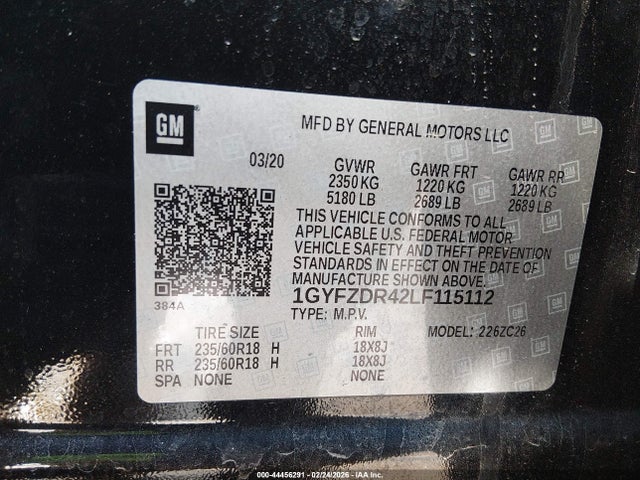 GM
MFD BY GENERAL MOTORS LLC
03/20
GVWR GAWR FRT GAWR RR
2350 KG 1220 KG 1220 KG
5180 LB 2689 LB 2689 LB
THIS VEHICLE CONFORMS TO ALL
APPLICABLE U.S. FEDERAL MOTOR
VEHICLE SAFETY AND THEFT PREVENTION
STANDARDS IN EFFECT ON THE DATE OF
MANUFACTURE SHOWN ABOVE.
1GYFZDR42LF115112
384A
TYPE: M.P.V.
MODEL: 226ZC26
TIRE SIZE RIM
FRT 235/60R18 H 18X8J
RR 235/60R18 H 18X8J
SPA NONE NONE
000-44456291 - 02/24/2026 - IAA Inc.